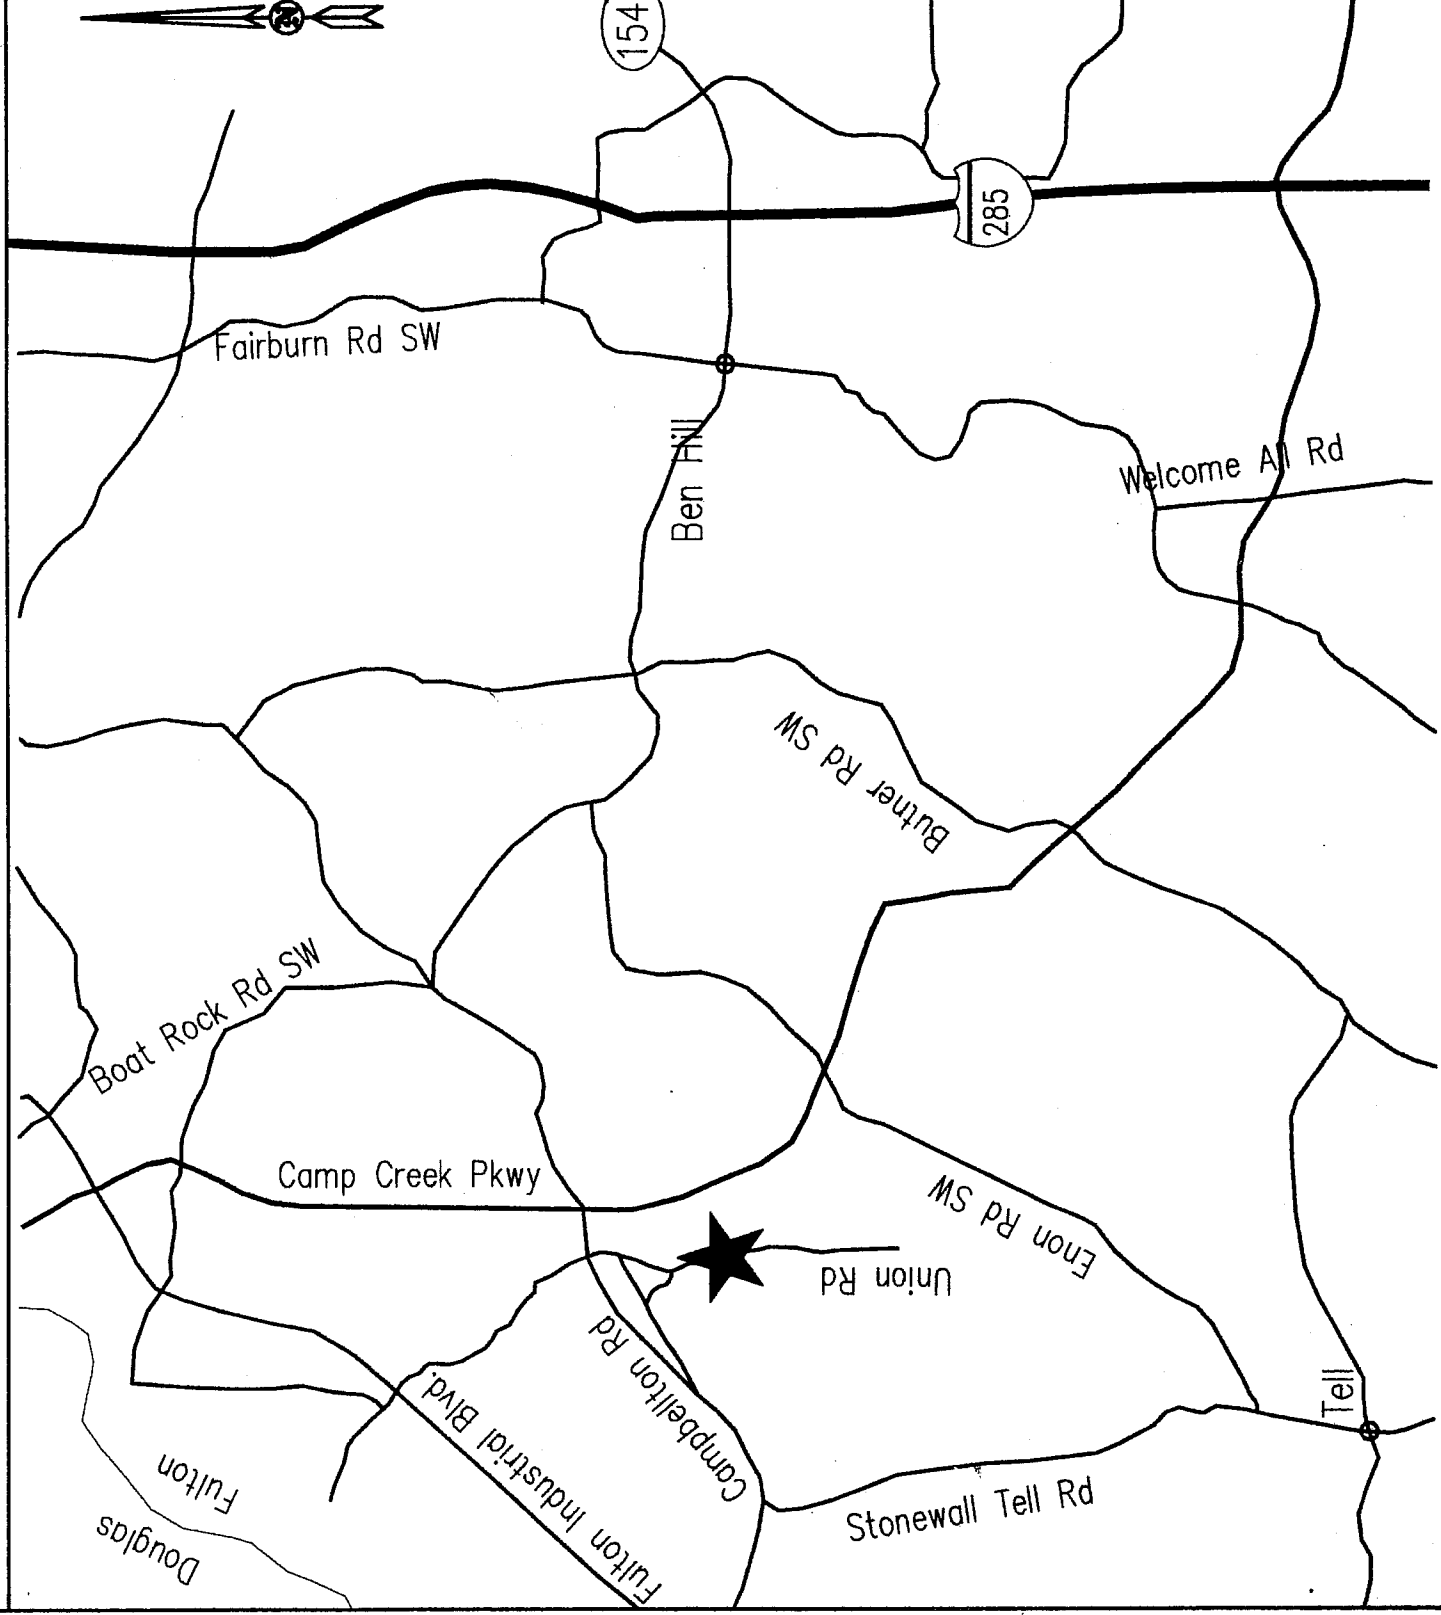 N
154
285
Fairburn Rd SW
Ben Hill
Welcome All Rd
Butner Rd SW
Boat Rock Rd SW
Camp Creek Pkwy
Enon Rd SW
Union Rd
Campbellton Rd
Tell
Fulton Industrial Blvd.
Stonewall Tell Rd
Fulton
Douglas